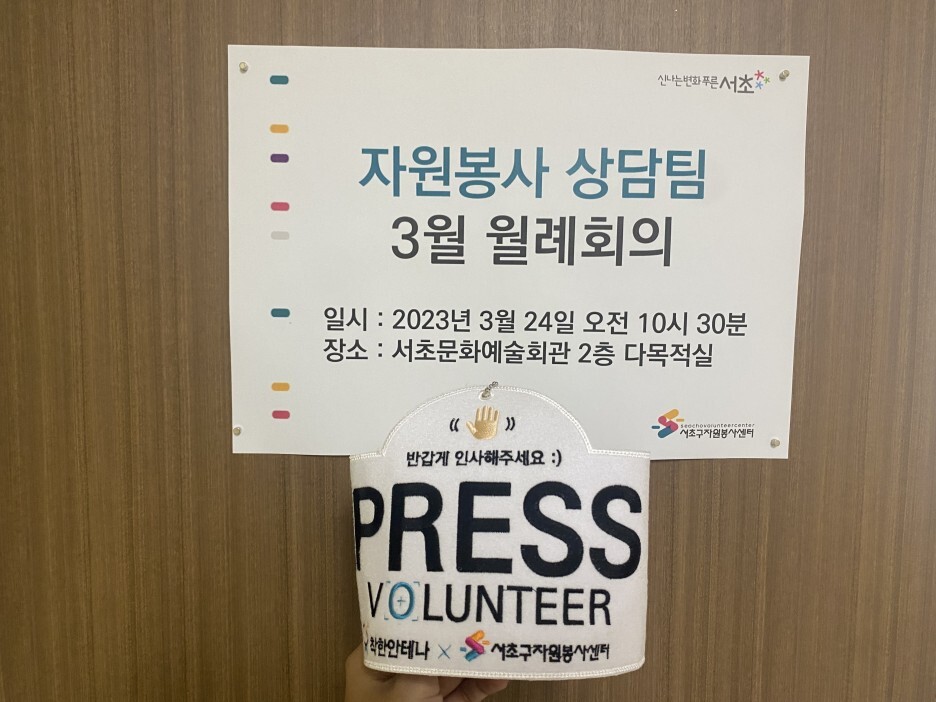 신나는변화 푸른 서초
자원봉사 상담팀
3월 월례회의
일시 : 2023년 3월 24일 오전 10시 30분
장소 : 서초문화예술회관 2층 다목적실
seochovolunteercenter
서초구자원봉사센터
반갑게 인사해주세요 :)
PRESS
VOLUNTEER
착한안테나 × 서초구자원봉사센터